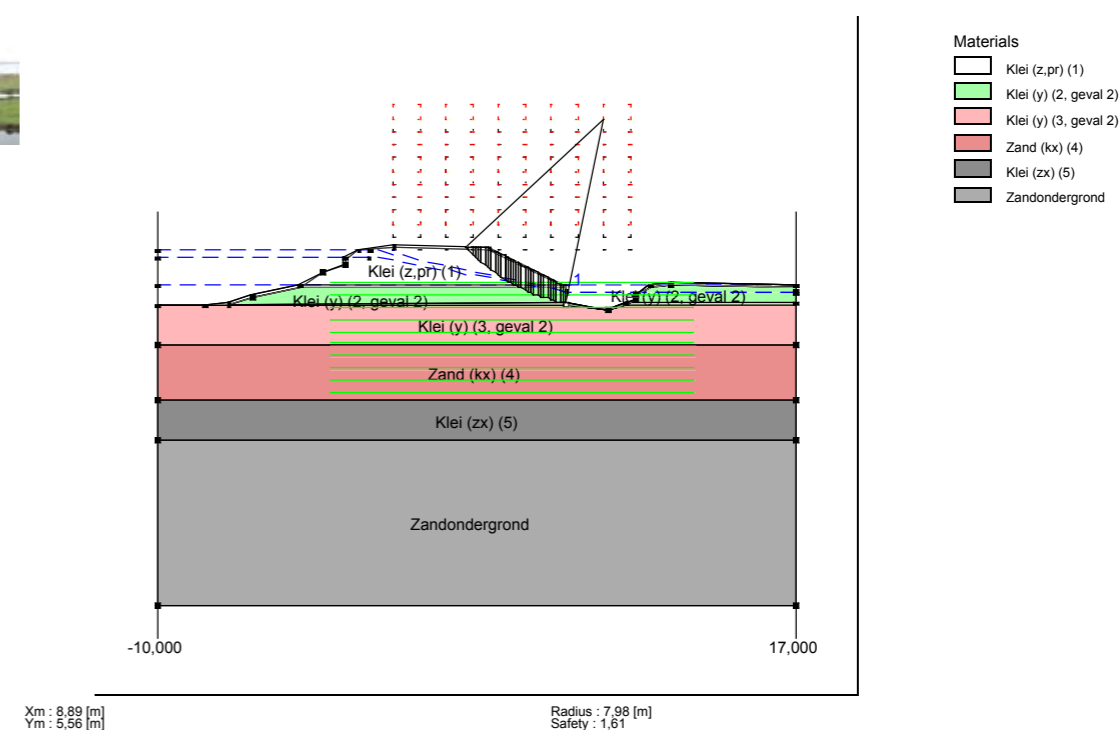 Materials
Klei (z,pr) (1)
Klei (y) (2, geval 2)
Klei (y) (3, geval 2)
Zand (kx) (4)
Klei (zx) (5)
Zandondergrond
Klei (z,pr) (1)
1
Klei (y) (2, geval 2)
Klei (y) (2, geval 2)
Klei (y) (3, geval 2)
Zand (kx) (4)
Klei (zx) (5)
Zandondergrond
-10,000
17,000
Xm : 8,89 [m]
Ym : 5,56 [m]
Radius : 7,98 [m]
Safety : 1,61